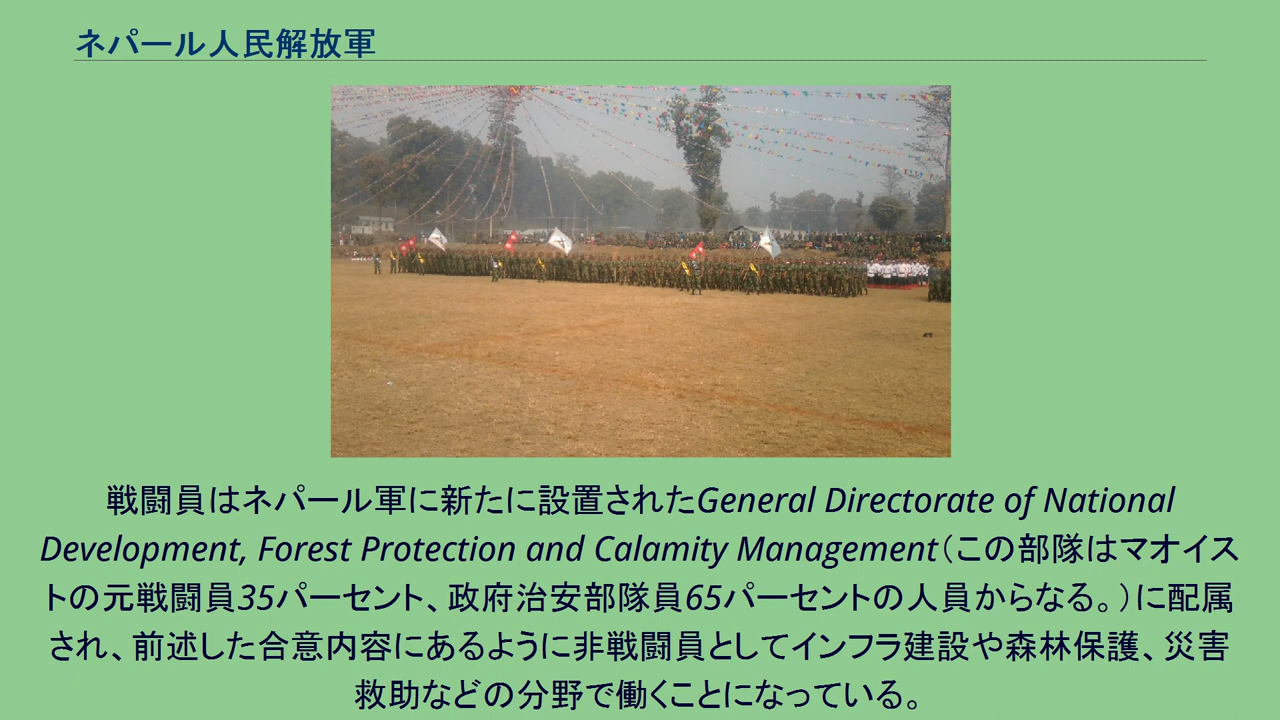 ネパール人民解放軍
戦闘員はネパール軍に新たに設置されたGeneral Directorate of National
Development, Forest Protection and Calamity Management（この部隊はマオイス
トの元戦闘員35パーセント、政府治安部隊員65パーセントの人員からなる。）に配属
され、前述した合意内容にあるように非戦闘員としてインフラ建設や森林保護、災害
救助などの分野で働くことになっている。